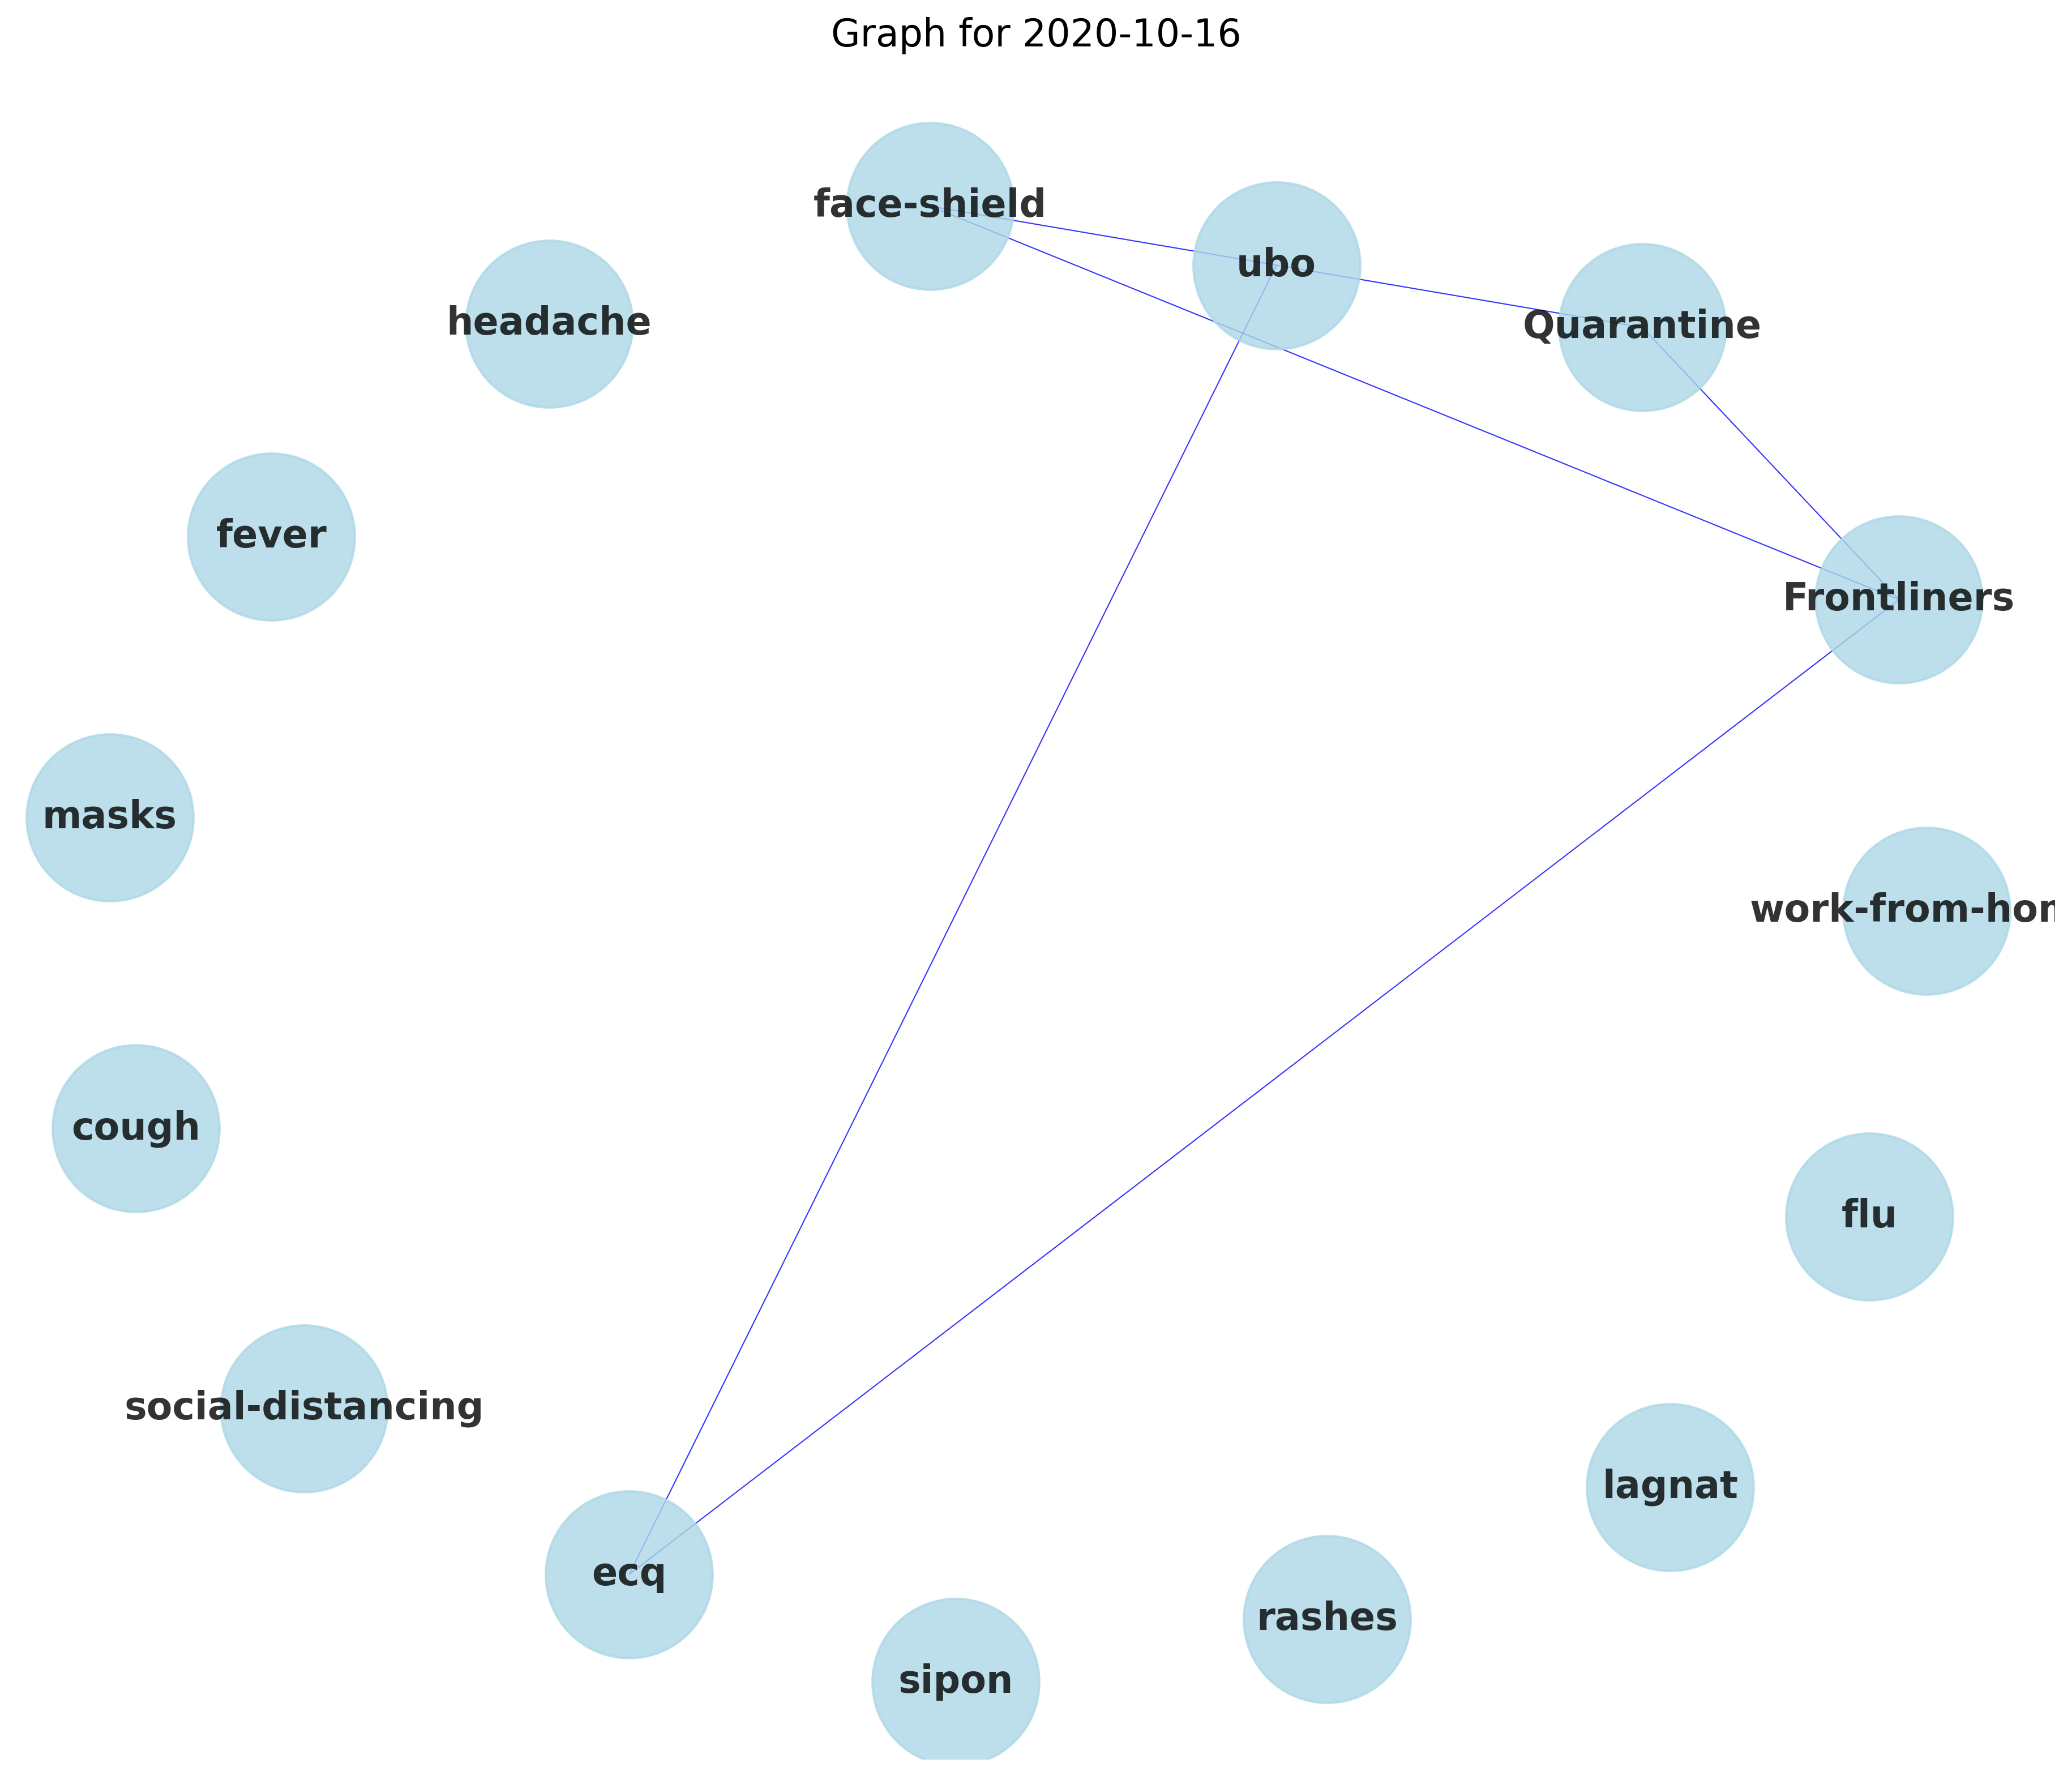 Graph for 2020-10-16
face-shield
ubo
headache
Quarantine
fever
Frontliners
masks
work-from-hon
cough
flu
social-distancing
lagnat
ecq
rashes
sipon